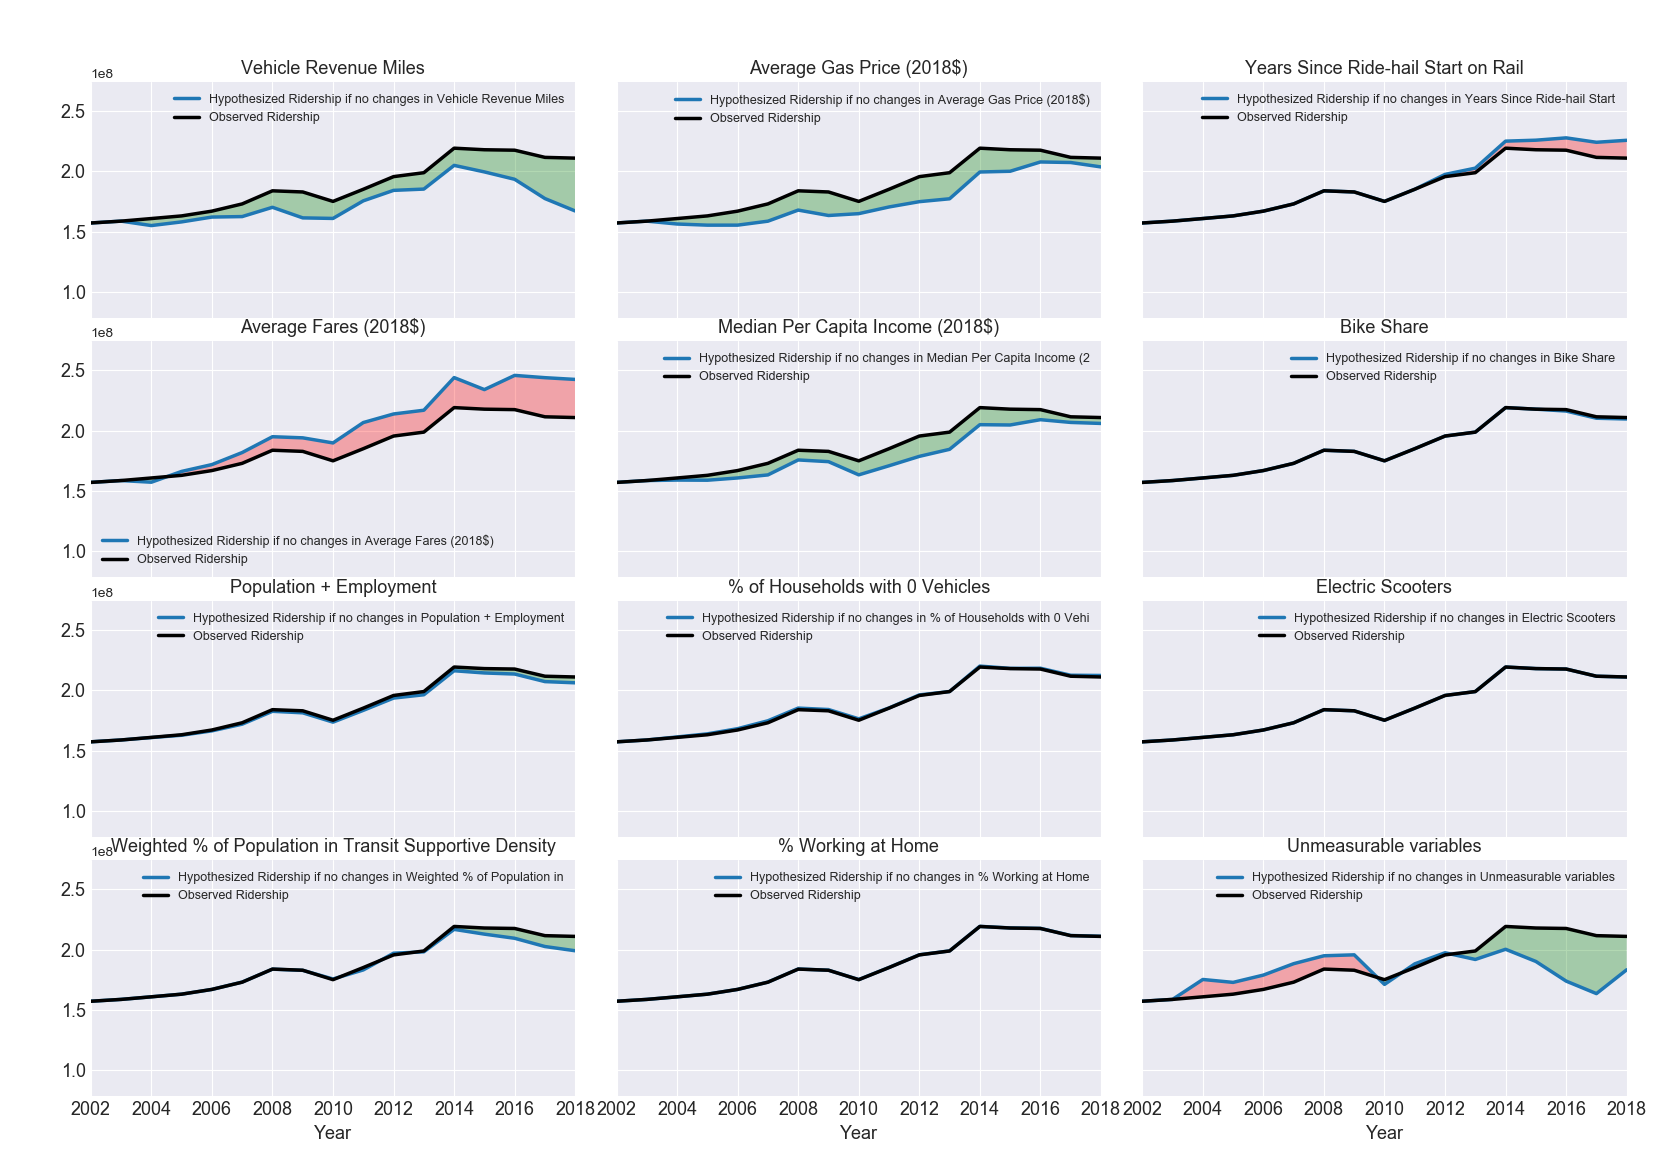 Vehicle Revenue Miles
1e8
Hypothesized Ridership if no changes in Vehicle Revenue Miles
Observed Ridership
2.5
2.0
1.5
1.0
Average Gas Price (2018$)
Hypothesized Ridership if no changes in Average Gas Price (2018$)
Observed Ridership
Years Since Ride-hail Start on Rail
Hypothesized Ridership if no changes in Years Since Ride-hail Start
Observed Ridership
Average Fares (2018$)
1e8
2.5
2.0
1.5
1.0
Hypothesized Ridership if no changes in Average Fares (2018$)
Observed Ridership
Median Per Capita Income (2018$)
Hypothesized Ridership if no changes in Median Per Capita Income (2
Observed Ridership
Bike Share
Hypothesized Ridership if no changes in Bike Share
Observed Ridership
Population + Employment
1e8
Hypothesized Ridership if no changes in Population + Employment
Observed Ridership
2.5
2.0
1.5
1.0
% of Households with 0 Vehicles
Hypothesized Ridership if no changes in % of Households with 0 Vehi
Observed Ridership
Electric Scooters
Hypothesized Ridership if no changes in Electric Scooters
Observed Ridership
Weighted % of Population in Transit Supportive Density
1e8
Hypothesized Ridership if no changes in Weighted % of Population in
Observed Ridership
2.5
2.0
1.5
1.0
2002 2004 2006 2008 2010 2012 2014 2016 2018
Year
% Working at Home
Hypothesized Ridership if no changes in % Working at Home
Observed Ridership
2002 2004 2006 2008 2010 2012 2014 2016 2018
Year
Unmeasurable variables
Hypothesized Ridership if no changes in Unmeasurable variables
Observed Ridership
2002 2004 2006 2008 2010 2012 2014 2016 2018
Year